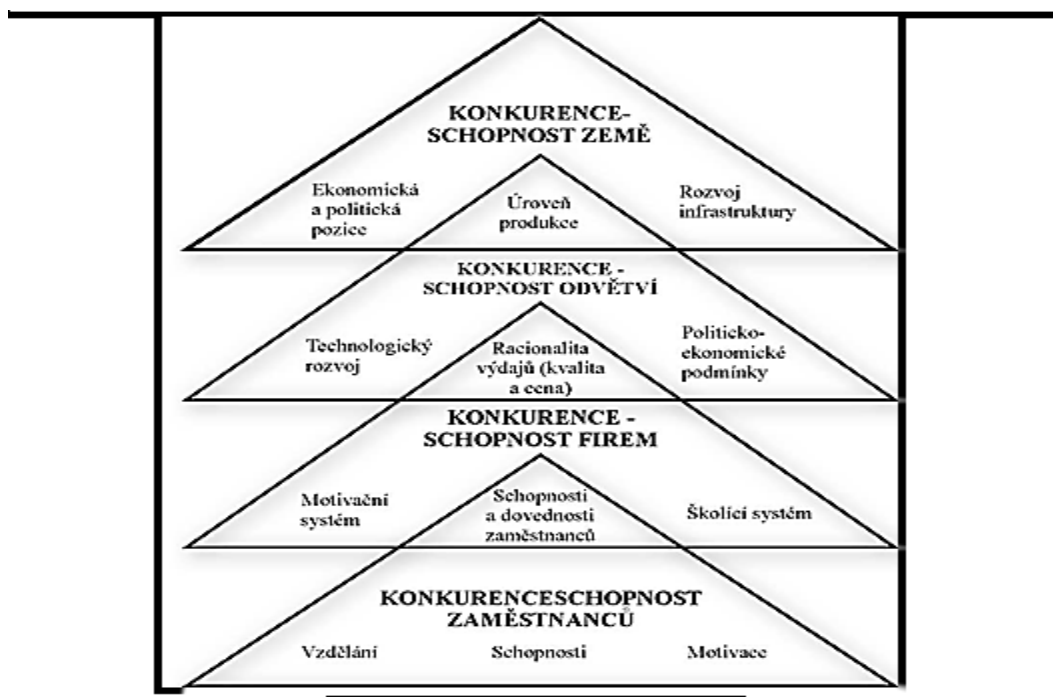 KONKURENCE-
SCHOPNOST ZEMĚ
Ekonomická
a politická
pozice
Úroveň
produkce
Rozvoj
infrastruktury
KONKURENCE -
SCHOPNOST ODVĚTVÍ
Technologický
rozvoj
Racionalita
výdajů (kvalita
a cena)
Politicko-
ekonomické
podmínky
KONKURENCE -
SCHOPNOST FIREM
Motivační
systém
Schopnosti
a dovednosti
zaměstnanců
Školící systém
KONKURENCESCHOPNOST
ZAMĚSTNANCŮ
Vzdělání
Schopnosti
Motivace